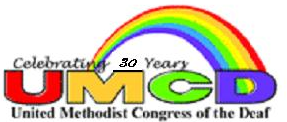 Celebrating 30 Years
UMCD
United Methodist Congress of the Deaf